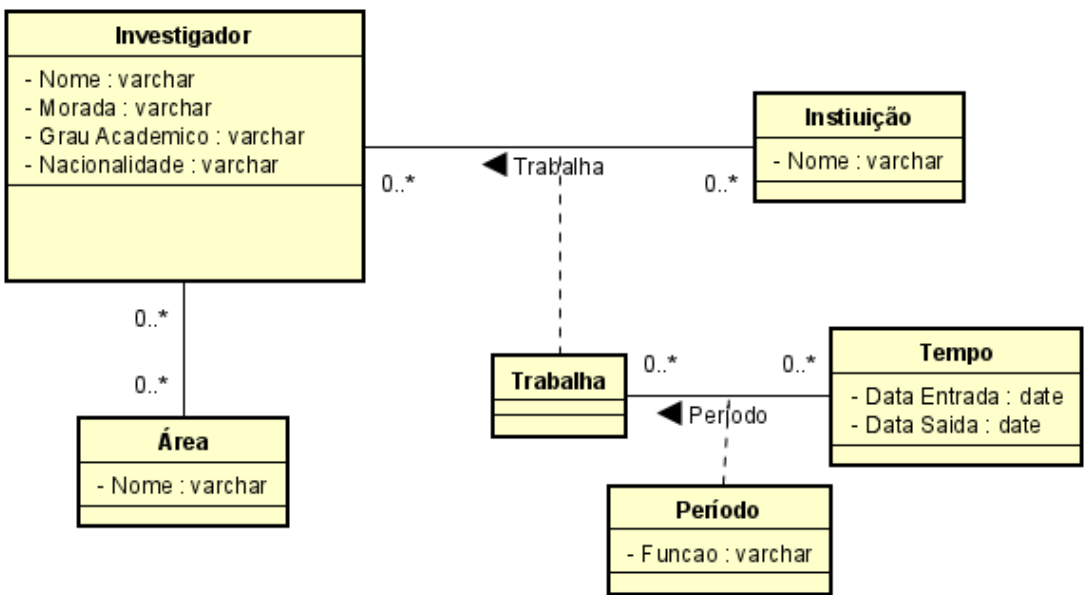 Investigador
- Nome : varchar
- Morada : varchar
- Grau Academico : varchar
- Nacionalidade : varchar
Instiuição
- Nome : varchar
◀ Trabalha
0..*
0..*
0..*
0..*
Área
- Nome : varchar
Trabalha
0..*
0..*
◀ Período
Tempo
- Data Entrada : date
- Data Saida : date
Período
- Funcao : varchar